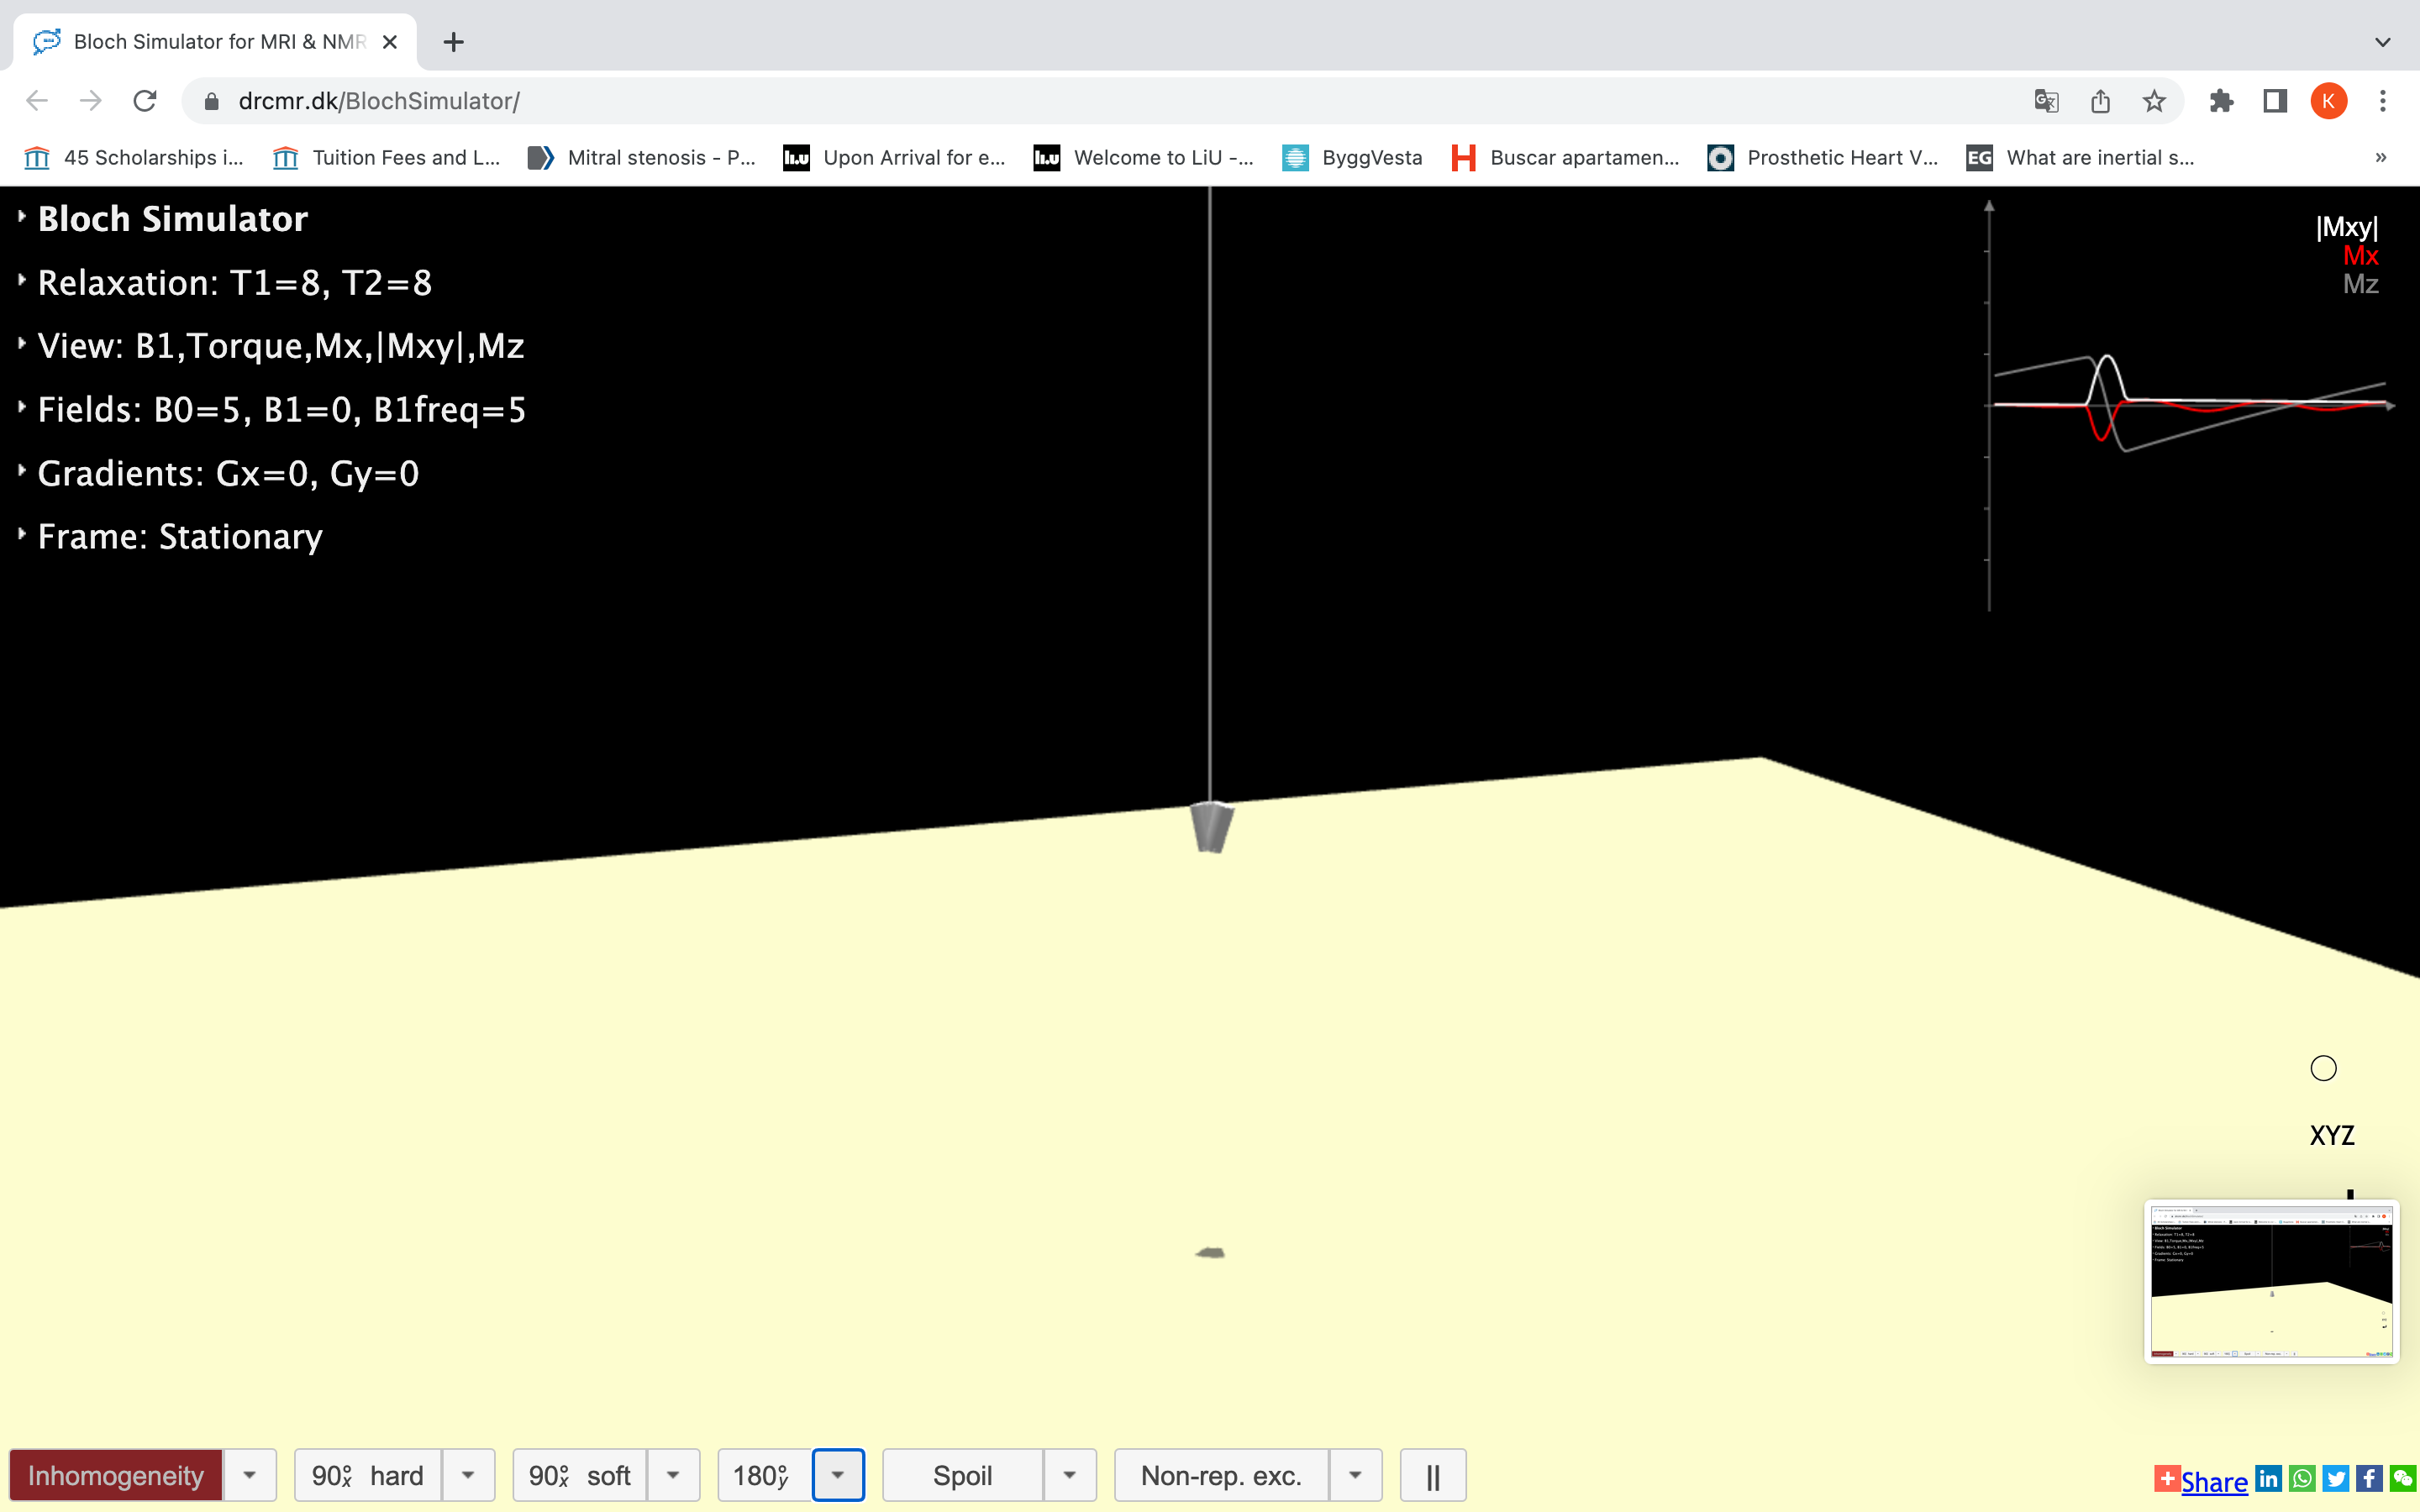 Bloch Simulator for MRI & NMR
drcmr.dk/BlochSimulator/
K
45 Scholarships i...
Tuition Fees and L...
Mitral stenosis - P...
li.u Upon Arrival for e...
li.u Welcome to LiU -...
ByggVesta
Buscar apartamen...
Prosthetic Heart V...
EG What are inertial s...
»
Bloch Simulator
Relaxation: T1=8, T2=8
View: B1,Torque,Mx,|Mxy|,Mz
Fields: B0=5, B1=0, B1freq=5
Gradients: Gx=0, Gy=0
Frame: Stationary
|Mxy|
Mx
Mz
XYZ
Inhomogeneity
90°x hard
90°x soft
180°y
Spoil
Non-rep. exc.
||
Share